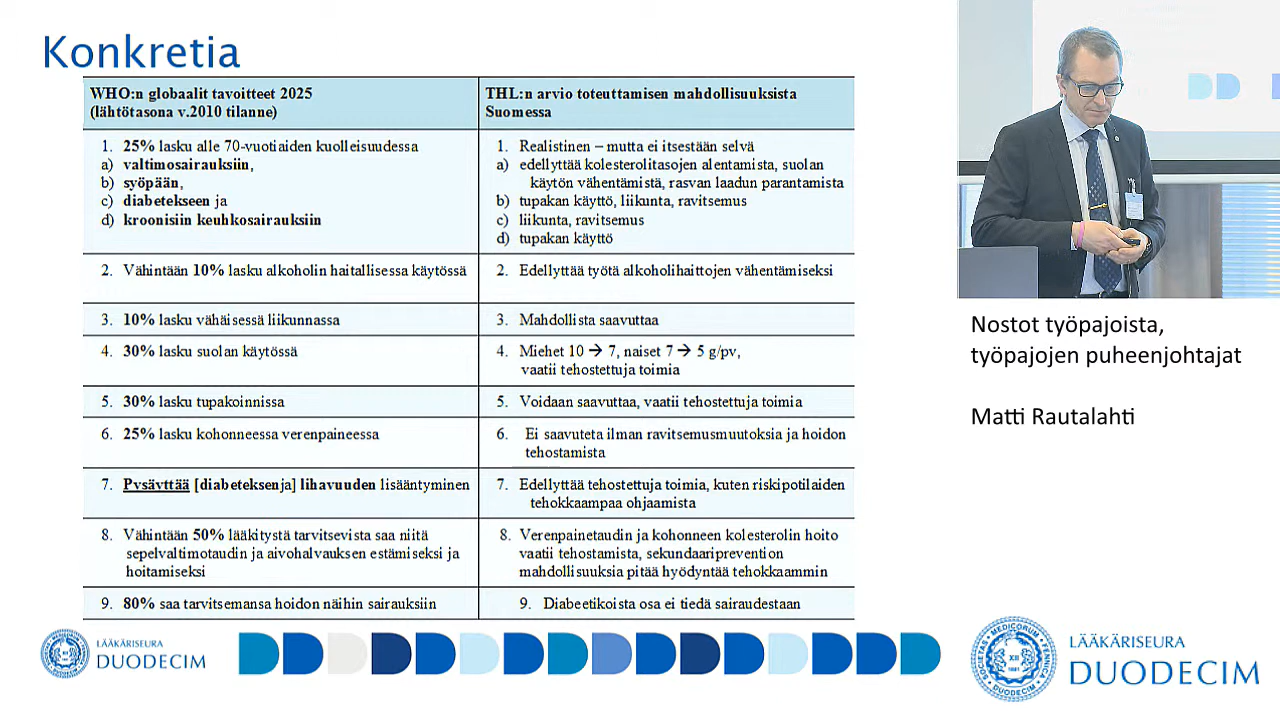 Konkretia
WHO:n globaalit tavoitteet 2025
(lähtötasona v.2010 tilanne)
THL:n arvio toteuttamisen mahdollisuuksista
Suomessa
1. 25% lasku alle 70-vuotiaiden kuolleisuudessa
a) valtimosairauksiin,
b) syöpään,
c) diabetekseen ja
d) kroonisiin keuhkosairauksiin
1. Realistinen – mutta ei itsestään selvä
a) edellyttää kolesterolitasojen alentamista, suolan
käytön vähentämistä, rasvan laadun parantamista
b) tupakan käyttö, liikunta, ravitsemus
c) liikunta, ravitsemus
d) tupakan käyttö
2. Vähintään 10% lasku alkoholin haitallisessa käytössä
2. Edellyttää työtä alkoholihaittojen vähentämiseksi
3. 10% lasku vähäisessä liikunnassa
3. Mahdollista saavuttaa
4. 30% lasku suolan käytössä
4. Miehet 10 → 7, naiset 7 → 5 g/pv,
vaatii tehostettuja toimia
5. 30% lasku tupakoinnissa
5. Voidaan saavuttaa, vaatii tehostettuja toimia
6. 25% lasku kohonneessa verenpaineessa
6. Ei saavuteta ilman ravitsemusmuutoksia ja hoidon
tehostamista
7. Pysäyttää [diabeteksenja] lihavuuden lisääntyminen
7. Edellyttää tehostettuja toimia, kuten riskipotilaiden
tehokkaampaa ohjaamista
8. Vähintään 50% lääkitystä tarvitsevista saa niitä
sepelvaltimotaudin ja aivohalvauksen estämiseksi ja
hoitamiseksi
8. Verenpainetaudin ja kohonneen kolesterolin hoito
vaatii tehostamista, sekundaariprevention
mahdollisuuksia pitää hyödyntää tehokkaammin
9. 80% saa tarvitsemansa hoidon näihin sairauksiin
9. Diabeetikoista osa ei tiedä sairaudestaan
LÄÄKÄRISEURA
DUODECIM
Nostot työpajoista,
työpajojen puheenjohtajat
Matti Rautalahti
SOCIETAS MEDICORUM FENNICA
XII
1881
DUODECIM
LÄÄKÄRISEURA
DUODECIM